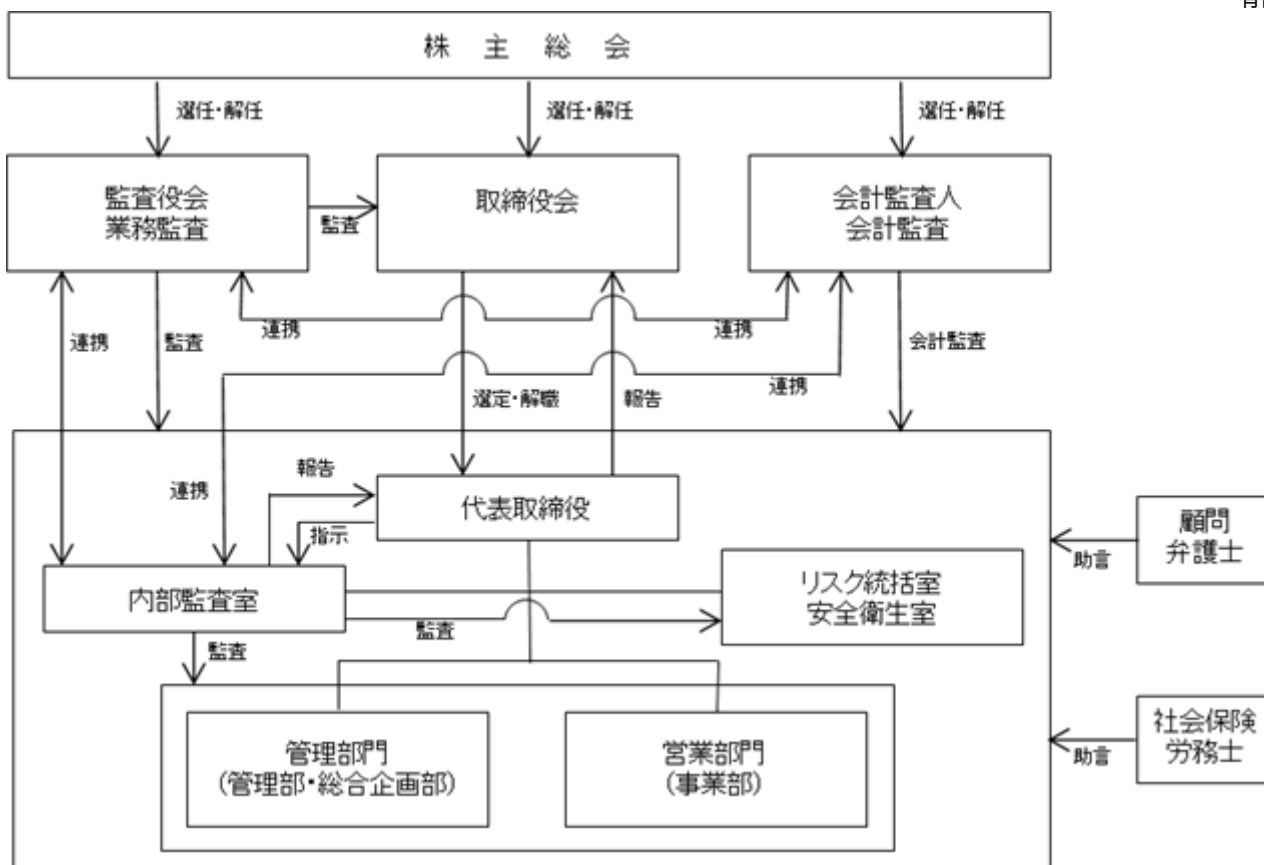 株主総会
選任・解任
選任・解任
選任・解任
監査役会
業務監査
監査
取締役会
会計監査人
会計監査
連携
監査
連携
連携
会計監査
選定・解職
報告
連携
連携
報告
代表取締役
指示
顧問
弁護士
助言
内部監査室
リスク統括室
安全衛生室
監査
監査
管理部門
(管理部・総合企画部)
営業部門
(事業部)
社会保険
労務士
助言